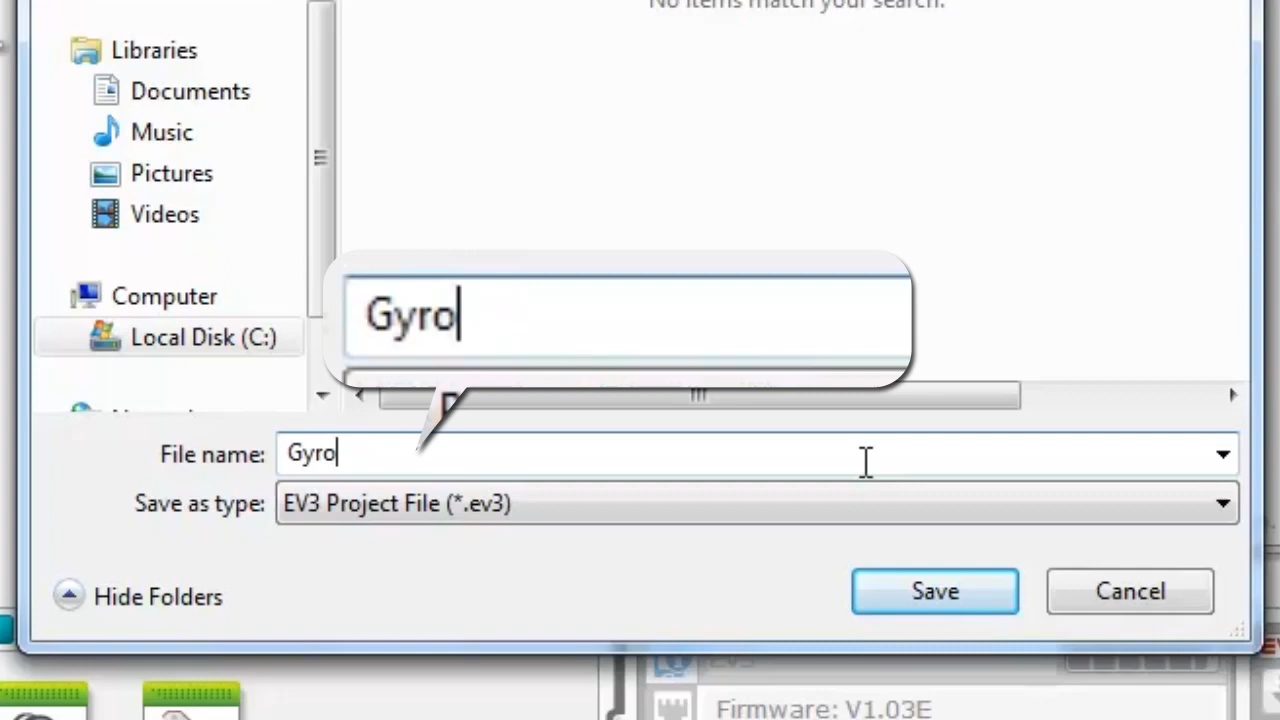 No items match your search.
Libraries
Documents
Music
Pictures
Videos
Computer
Local Disk (C:)
Gyro
File name: Gyro
Save as type: EV3 Project File (*.ev3)
Hide Folders
Save
Cancel
EV3
Firmware: V1.03E